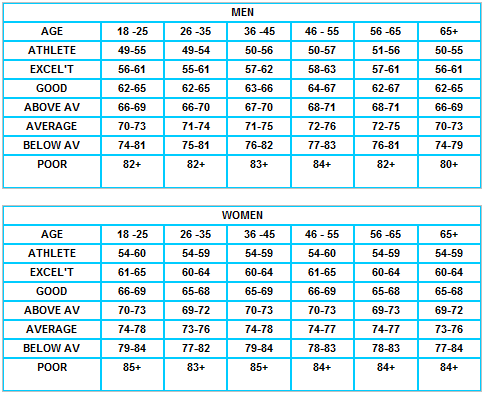 MEN
AGE 18 -25 26 -35 36 -45 46 - 55 56 -65 65+
ATHLETE 49-55 49-54 50-56 50-57 51-56 50-55
EXCEL'T 56-61 55-61 57-62 58-63 57-61 56-61
GOOD 62-65 62-65 63-66 64-67 62-67 62-65
ABOVE AV 66-69 66-70 67-70 68-71 68-71 66-69
AVERAGE 70-73 71-74 71-75 72-76 72-75 70-73
BELOW AV 74-81 75-81 76-82 77-83 76-81 74-79
POOR 82+ 82+ 83+ 84+ 82+ 80+
WOMEN
AGE 18 -25 26 -35 36 -45 46 - 55 56 -65 65+
ATHLETE 54-60 54-59 54-59 54-60 54-59 54-59
EXCEL'T 61-65 60-64 60-64 61-65 60-64 60-64
GOOD 66-69 65-68 65-69 66-69 65-68 65-68
ABOVE AV 70-73 69-72 70-73 70-73 69-73 69-72
AVERAGE 74-78 73-76 74-78 74-77 74-77 73-76
BELOW AV 79-84 77-82 79-84 78-83 78-83 77-84
POOR 85+ 83+ 85+ 84+ 84+ 84+